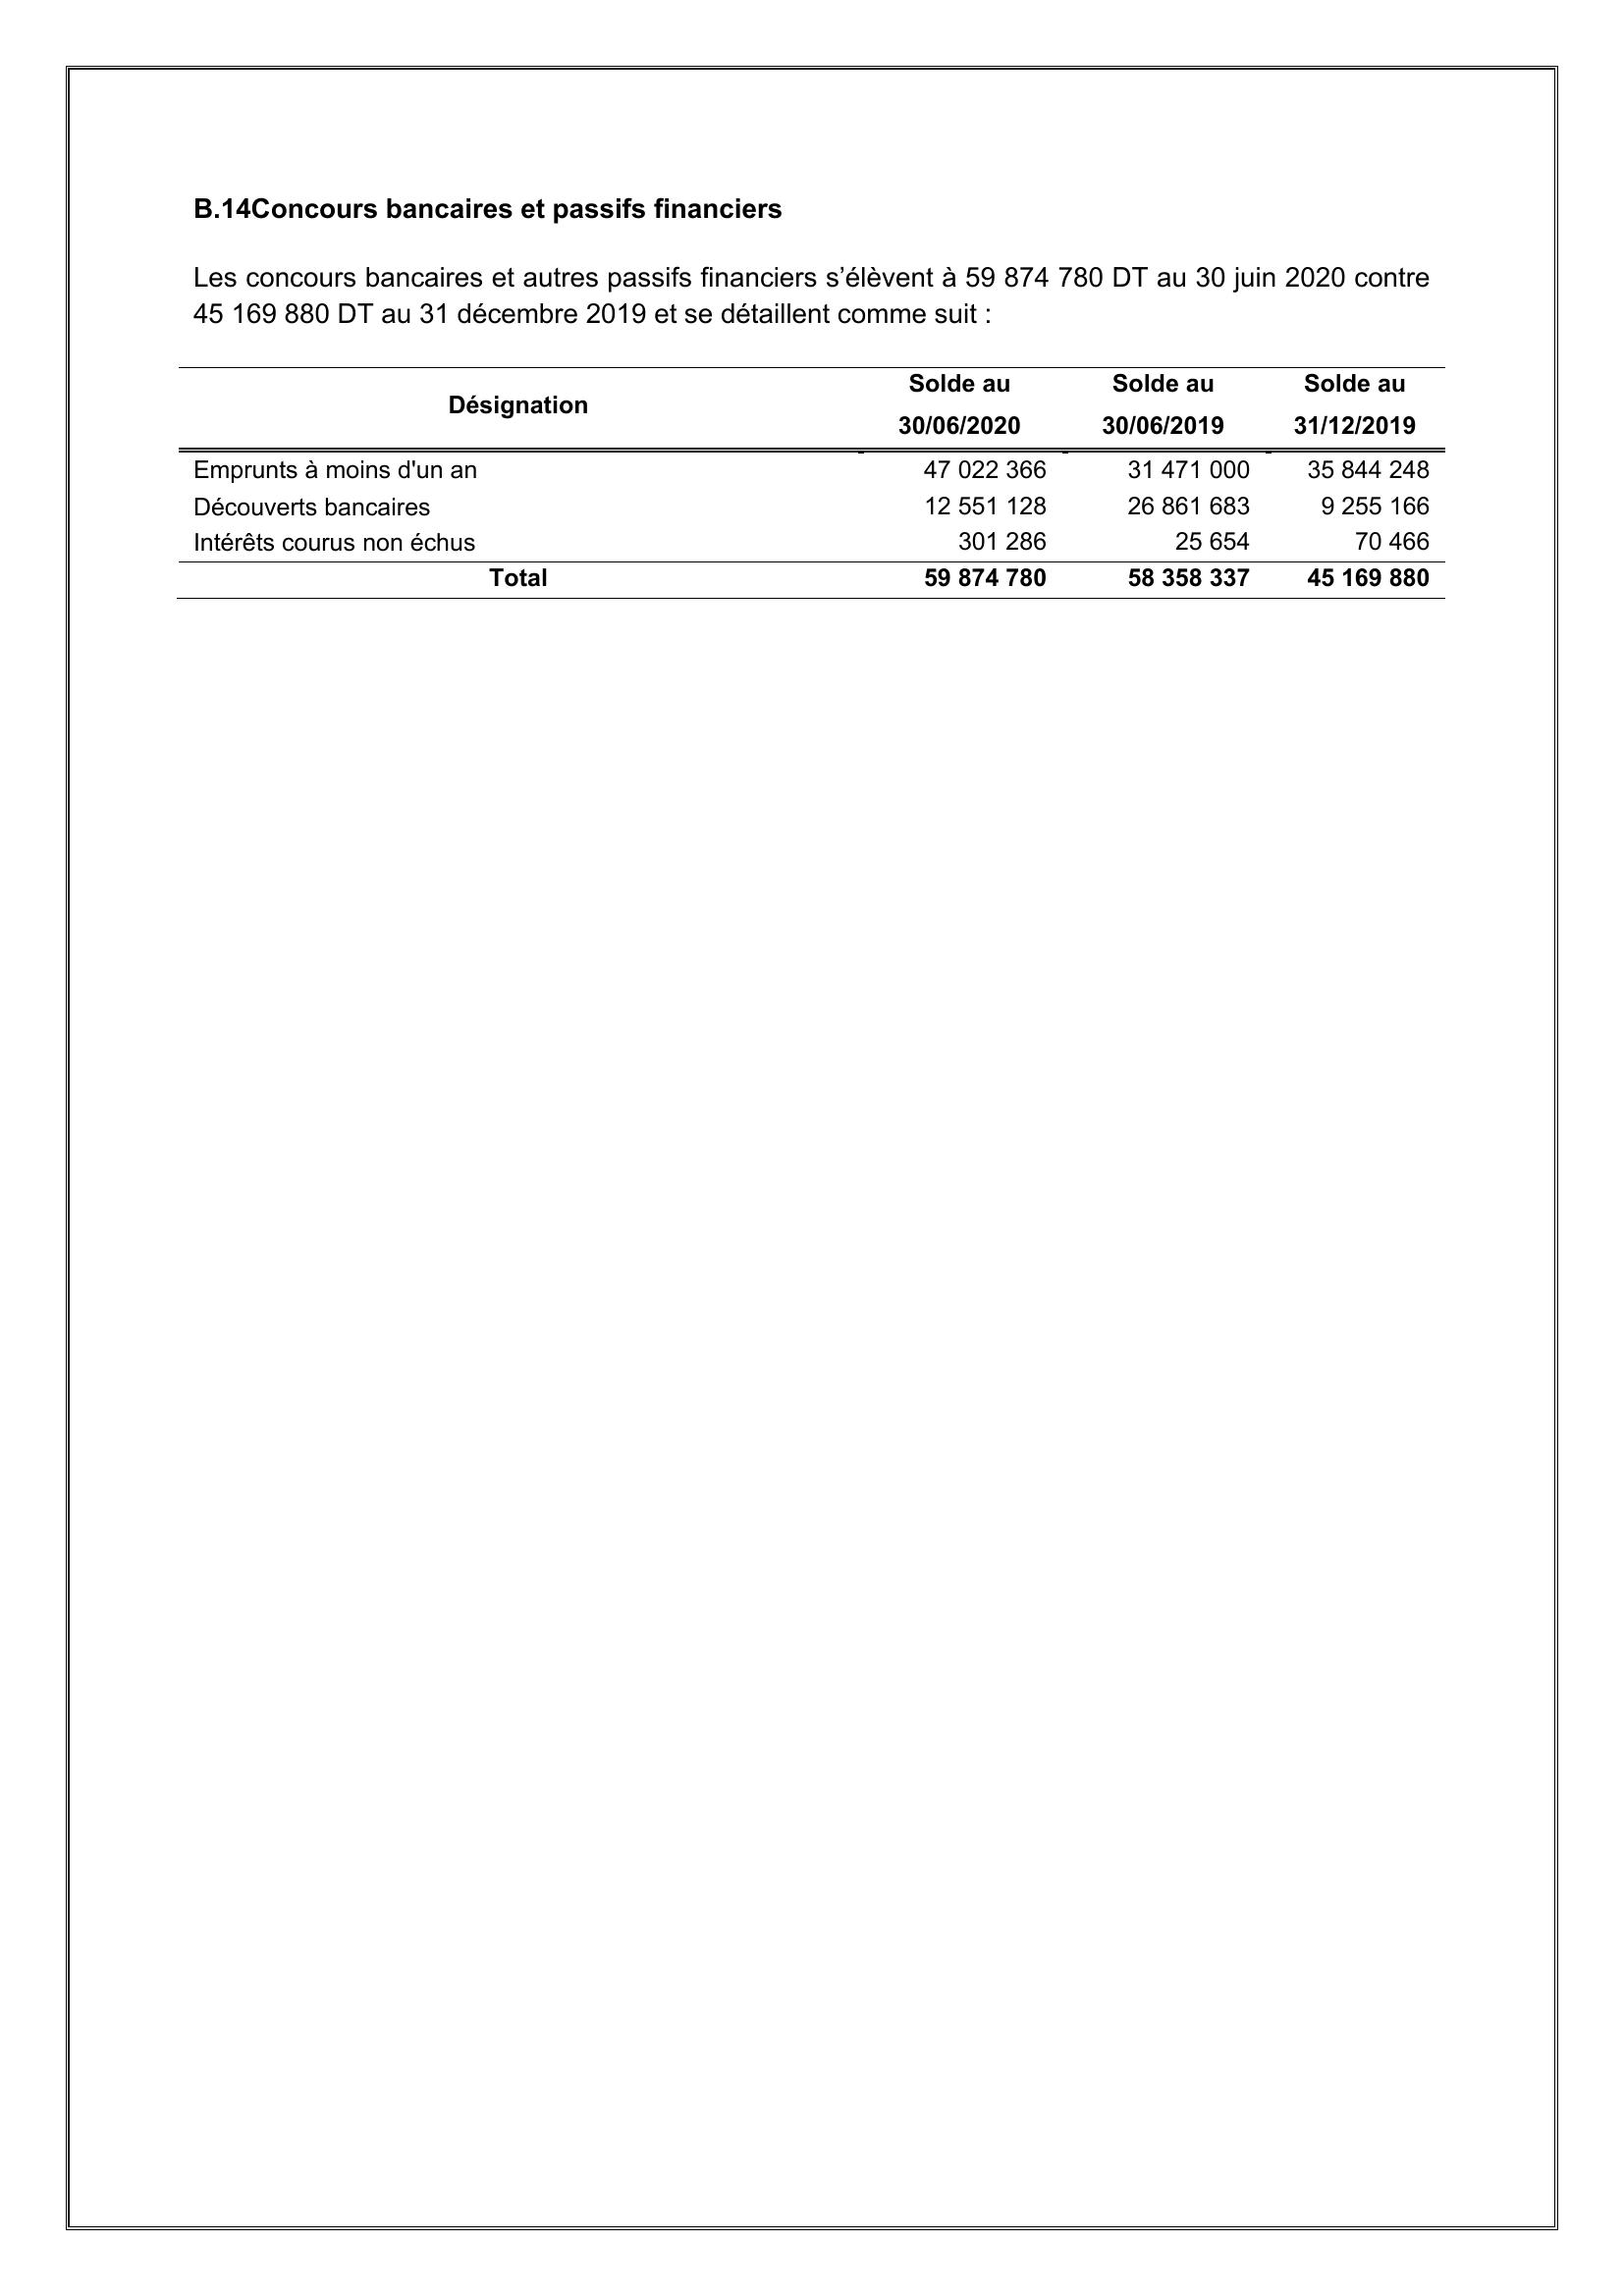 B.14Concours bancaires et passifs financiers
Les concours bancaires et autres passifs financiers s’élèvent à 59 874 780 DT au 30 juin 2020 contre
45 169 880 DT au 31 décembre 2019 et se détaillent comme suit :
Désignation Solde au 30/06/2020 Solde au 30/06/2019 Solde au 31/12/2019
Emprunts à moins d'un an 47 022 366 31 471 000 35 844 248
Découverts bancaires 12 551 128 26 861 683 9 255 166
Intérêts courus non échus 301 286 25 654 70 466
Total 59 874 780 58 358 337 45 169 880